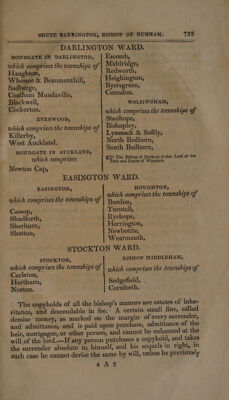 SHUTE BARRINGTON, BISHOP OF DURHAM. 733
DARLINGTON WARD.
BONDGATE IN DARLINGTON,
which comprises the townships of
Haughton,
Whessoe & Beaumonthill,
Sadberge,
Coatham Mundaville,
Blackwell,
Cockerton.
EVENWOOD,
which comprises the townships of
Killerby,
West Auckland.
BONDGATE IN AUCKLAND,
which comprises
Newton Cap,
Escomb,
Middridge,
Redworth,
Heighington,
Byersgreen,
Coundon.
WOLSINGHAM,
which comprises the townships of
Stanhope,
Bishopley,
Lynsack & Softly,
North Bedburn,
South Bedburn,
The Bishop of Durham is also Lord of the
Park and Forest of Weardale.
EASINGTON WARD.
EASINGTON,
which comprises the townships of
Cassop,
Shadforth,
Sherburn,
Shotton,
HOUGHTON,
which comprises the townships of
Burdon,
Tunstall,
Ryehope,
Herrington,
Newbottle,
Wearmouth,
STOCKTON WARD.
STOCKTON,
which comprises the townships of
Carleton,
Hartburn,
Norton.
BISHOP MIDDLEHAM,
which comprises the townships of
Sedgefield,
Cornforth.
The copyholds of all the bishop's manors are estates of inhe-
ritance, and descendable in fee. A certain small fine, called
demise money, as marked on the margin of every surrender,
and admittance, and is paid upon purchase, admittance of the
heir, mortgagee, or other person, and cannot be enhanced at the
will of the lord.—If any person purchases a copyhold, and takes
the surrender absolute to himself, and his sequels in right, in
such case he cannot devise the same by will, unless he previously
4 A 2